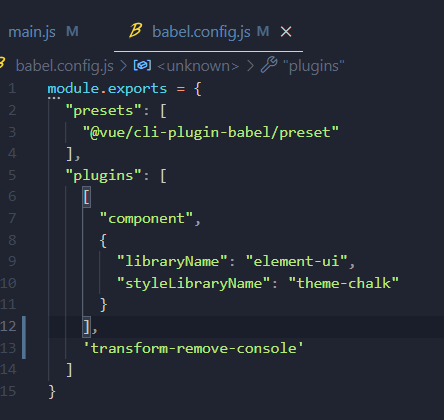 main.js M babel.config.js M ×
babel.config.js > <unknown> > "plugins"
1 module.exports = {
2 "presets": [
3 "@vue/cli-plugin-babel/preset"
4 ],
5 "plugins": [
6 [
7 "component",
8 {
9 "libraryName": "element-ui",
10 "styleLibraryName": "theme-chalk"
11 }
12 ],
13 'transform-remove-console'
14 ]
15 }